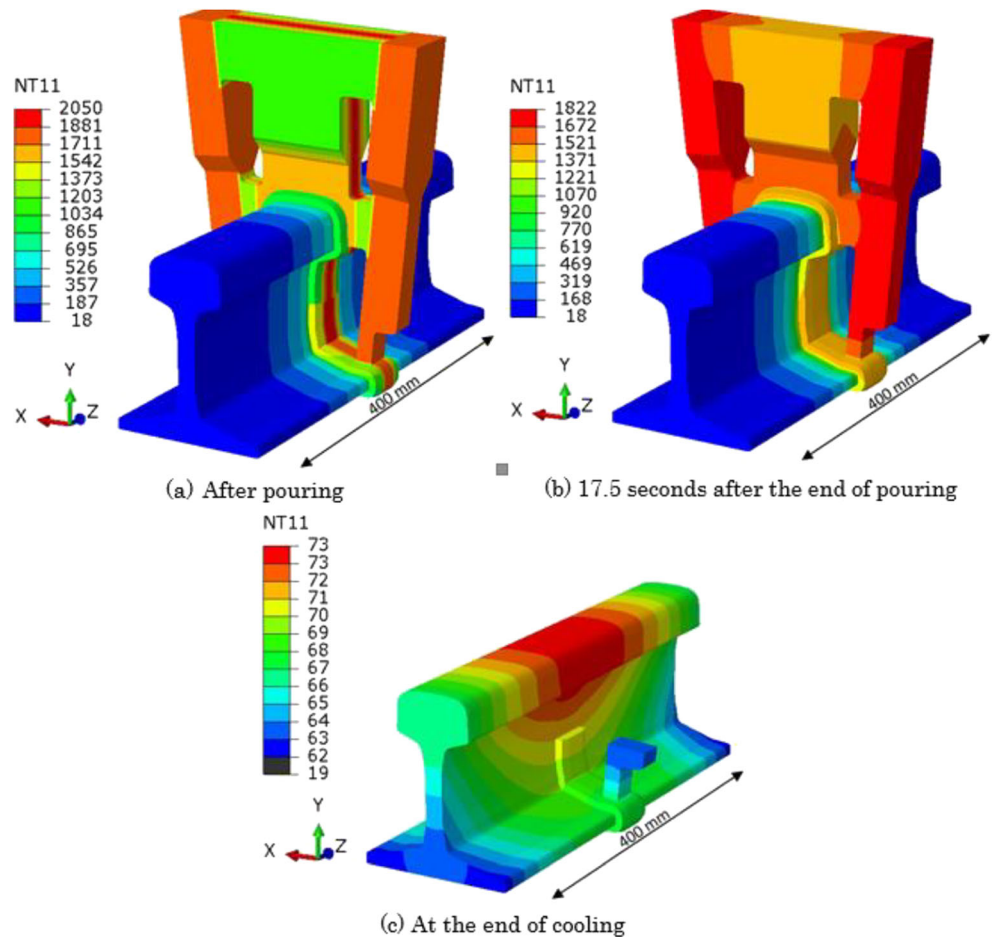 NT11
2050
1881
1711
1542
1373
1203
1034
865
695
526
357
187
18
Y
X
Z
400 mm
(a) After pouring
NT11
1822
1672
1521
1371
1221
1070
920
770
619
469
319
168
18
Y
X
Z
400 mm
(b) 17.5 seconds after the end of pouring
NT11
73
73
72
71
70
69
68
67
66
65
64
63
62
19
Y
X
Z
400 mm
(c) At the end of cooling